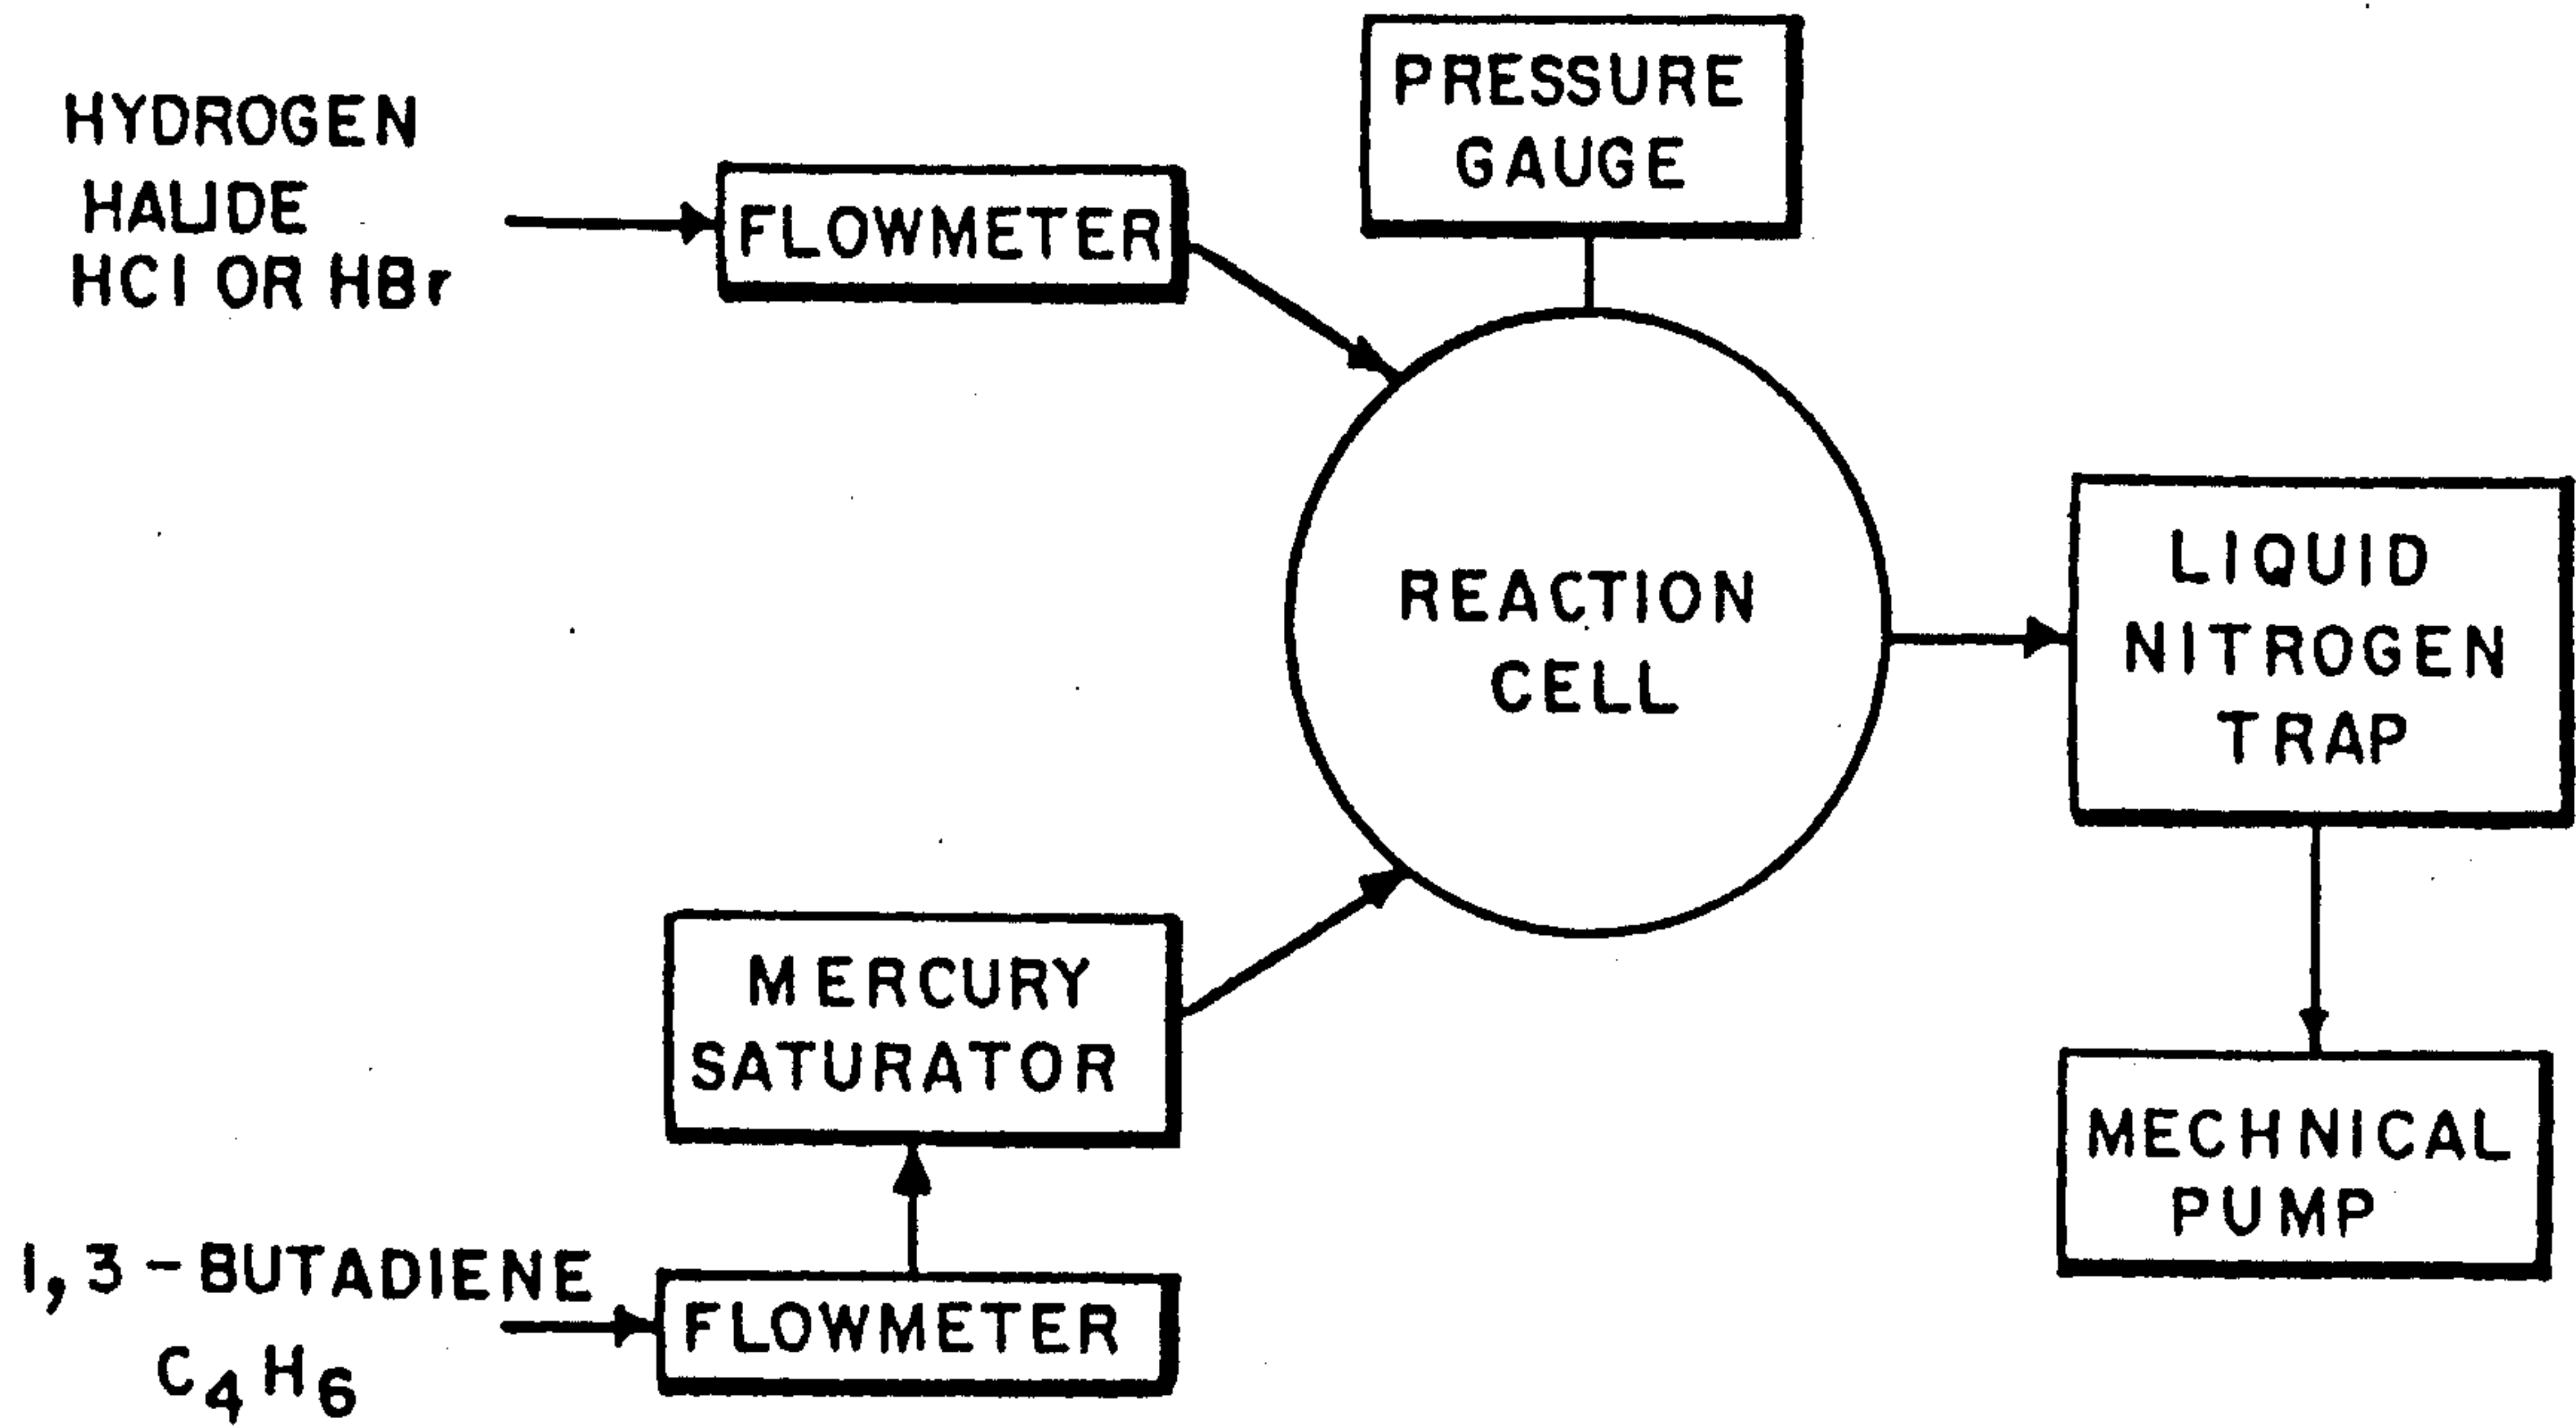 HYDROGEN
HALIDE
HCl OR HBr
FLOWMETER
PRESSURE
GAUGE
REACTION
CELL
LIQUID
NITROGEN
TRAP
MERCURY
SATURATOR
MECHNICAL
PUMP
1,3-BUTADIENE
C4H6
FLOWMETER